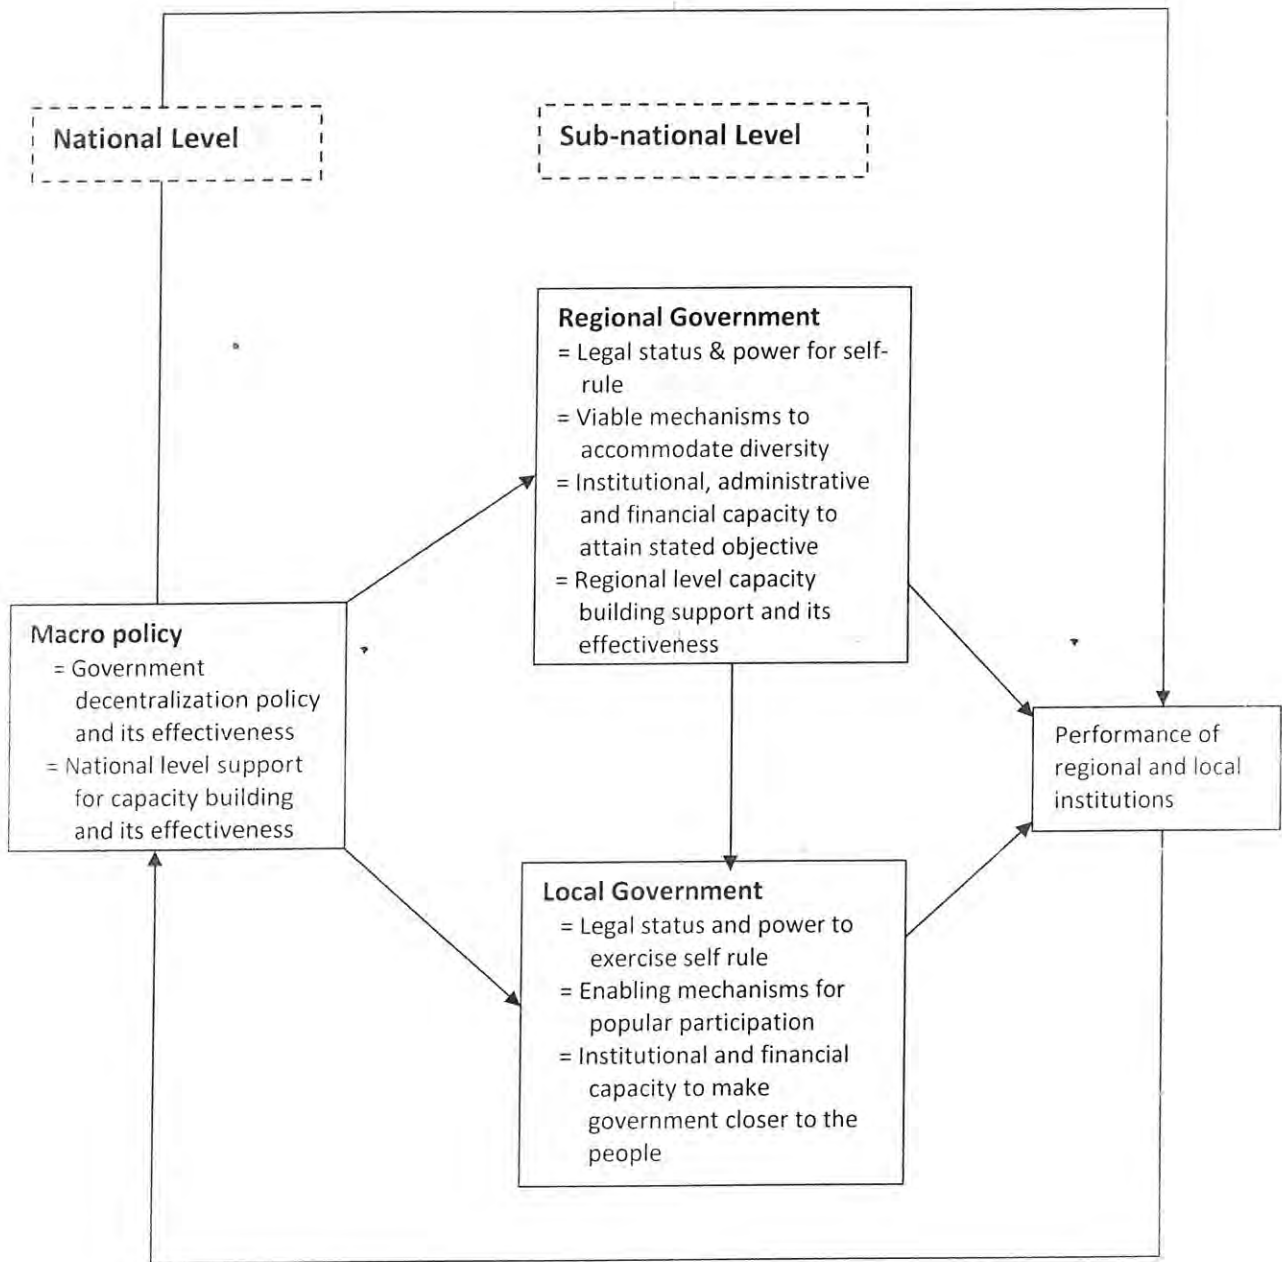 National Level
Sub-national Level
Regional Government
= Legal status & power for self-
rule
= Viable mechanisms to
accommodate diversity
= Institutional, administrative
and financial capacity to
attain stated objective
= Regional level capacity
building support and its
effectiveness
Macro policy
= Government
decentralization policy
and its effectiveness
= National level support
for capacity building
and its effectiveness
Performance of
regional and local
institutions
Local Government
= Legal status and power to
exercise self rule
= Enabling mechanisms for
popular participation
= Institutional and financial
capacity to make
government closer to the
people